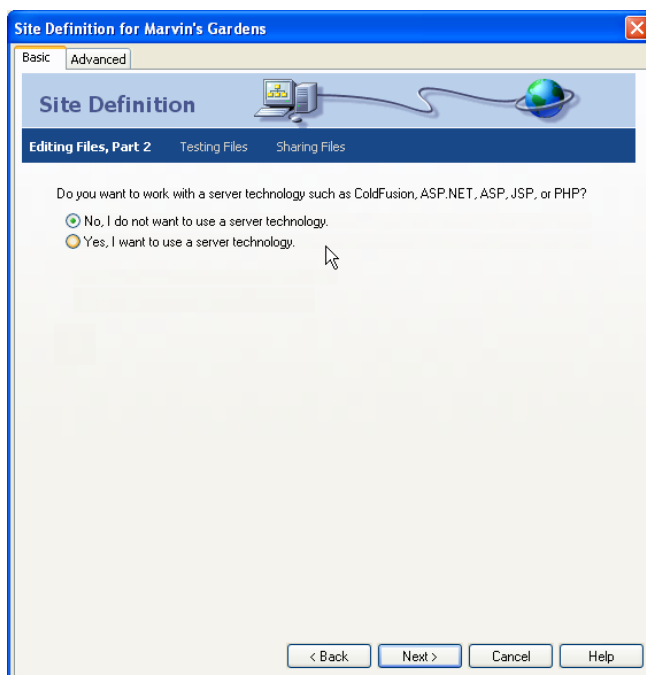 Site Definition for Marvin's Gardens
Basic Advanced
Site Definition
Editing Files, Part 2 Testing Files Sharing Files
Do you want to work with a server technology such as ColdFusion, ASP.NET, ASP, JSP, or PHP?
No, I do not want to use a server technology.
Yes, I want to use a server technology.
< Back Next > Cancel Help